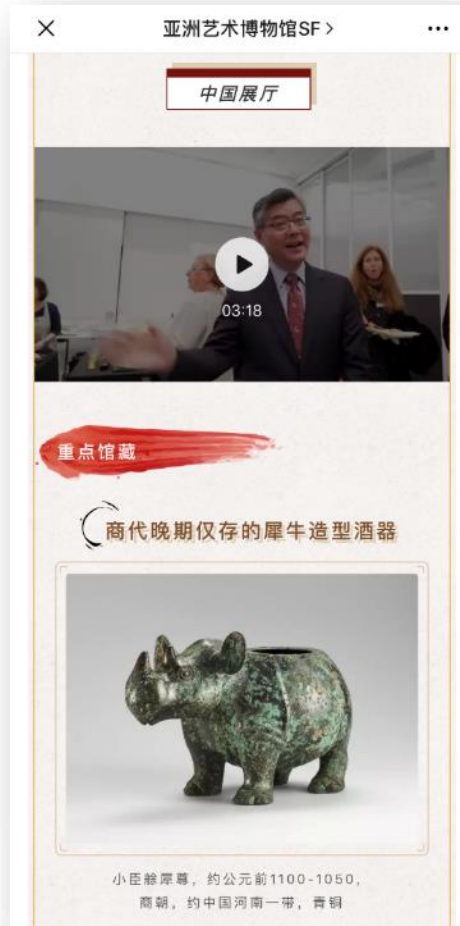 亚洲艺术博物馆SF
中国展厅
03:18
重点馆藏
商代晚期仅存的犀牛造型酒器
小臣艅犀尊，约公元前1100-1050，
商朝，约中国河南一带，青铜